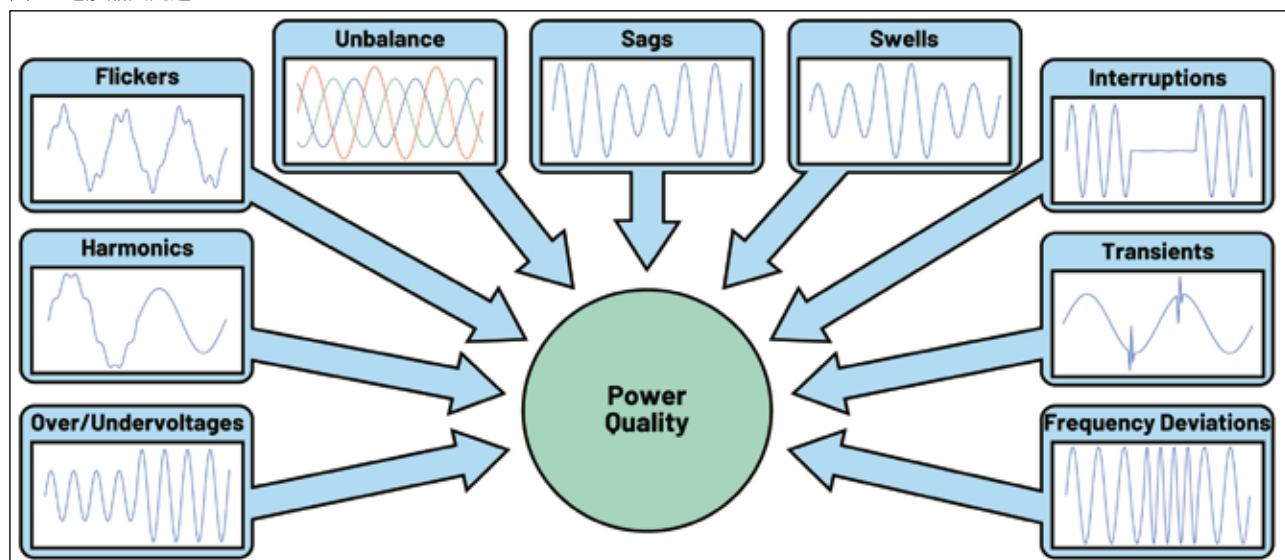 Unbalance
Sags
Swells
Flickers
Interruptions
Harmonics
Transients
Power
Quality
Over/Undervoltages
Frequency Deviations